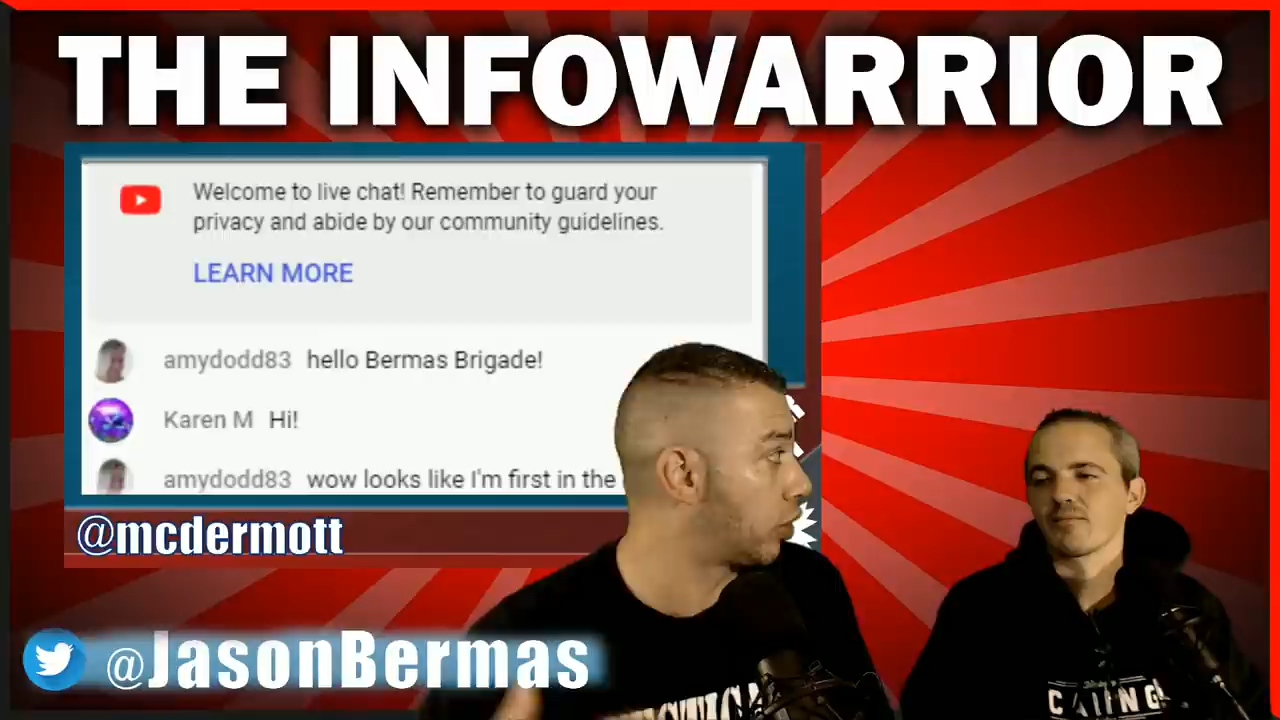 THE INFOWARRIOR
Welcome to live chat! Remember to guard your
privacy and abide by our community guidelines.
LEARN MORE
amydodd83 hello Bermas Brigade!
Karen M Hi!
amydodd83 wow looks like I'm first in the
@mcdermott
@JasonBermas